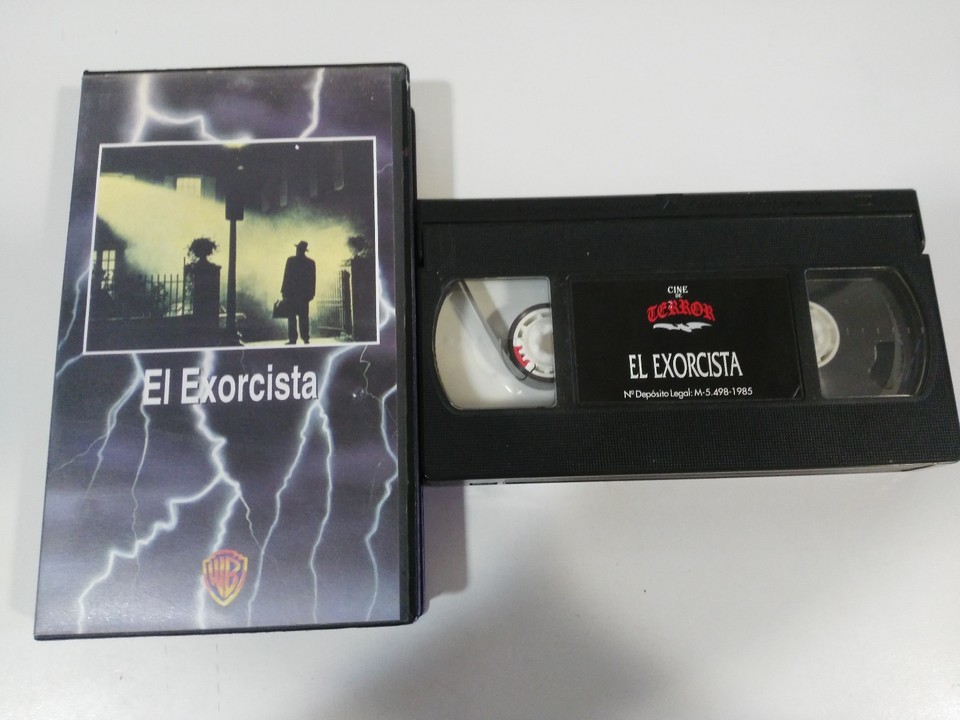 El Exorcista
WB
CINE
DE
TERROR
EL EXORCISTA
Nº Depósito Legal: M-5.498-1985